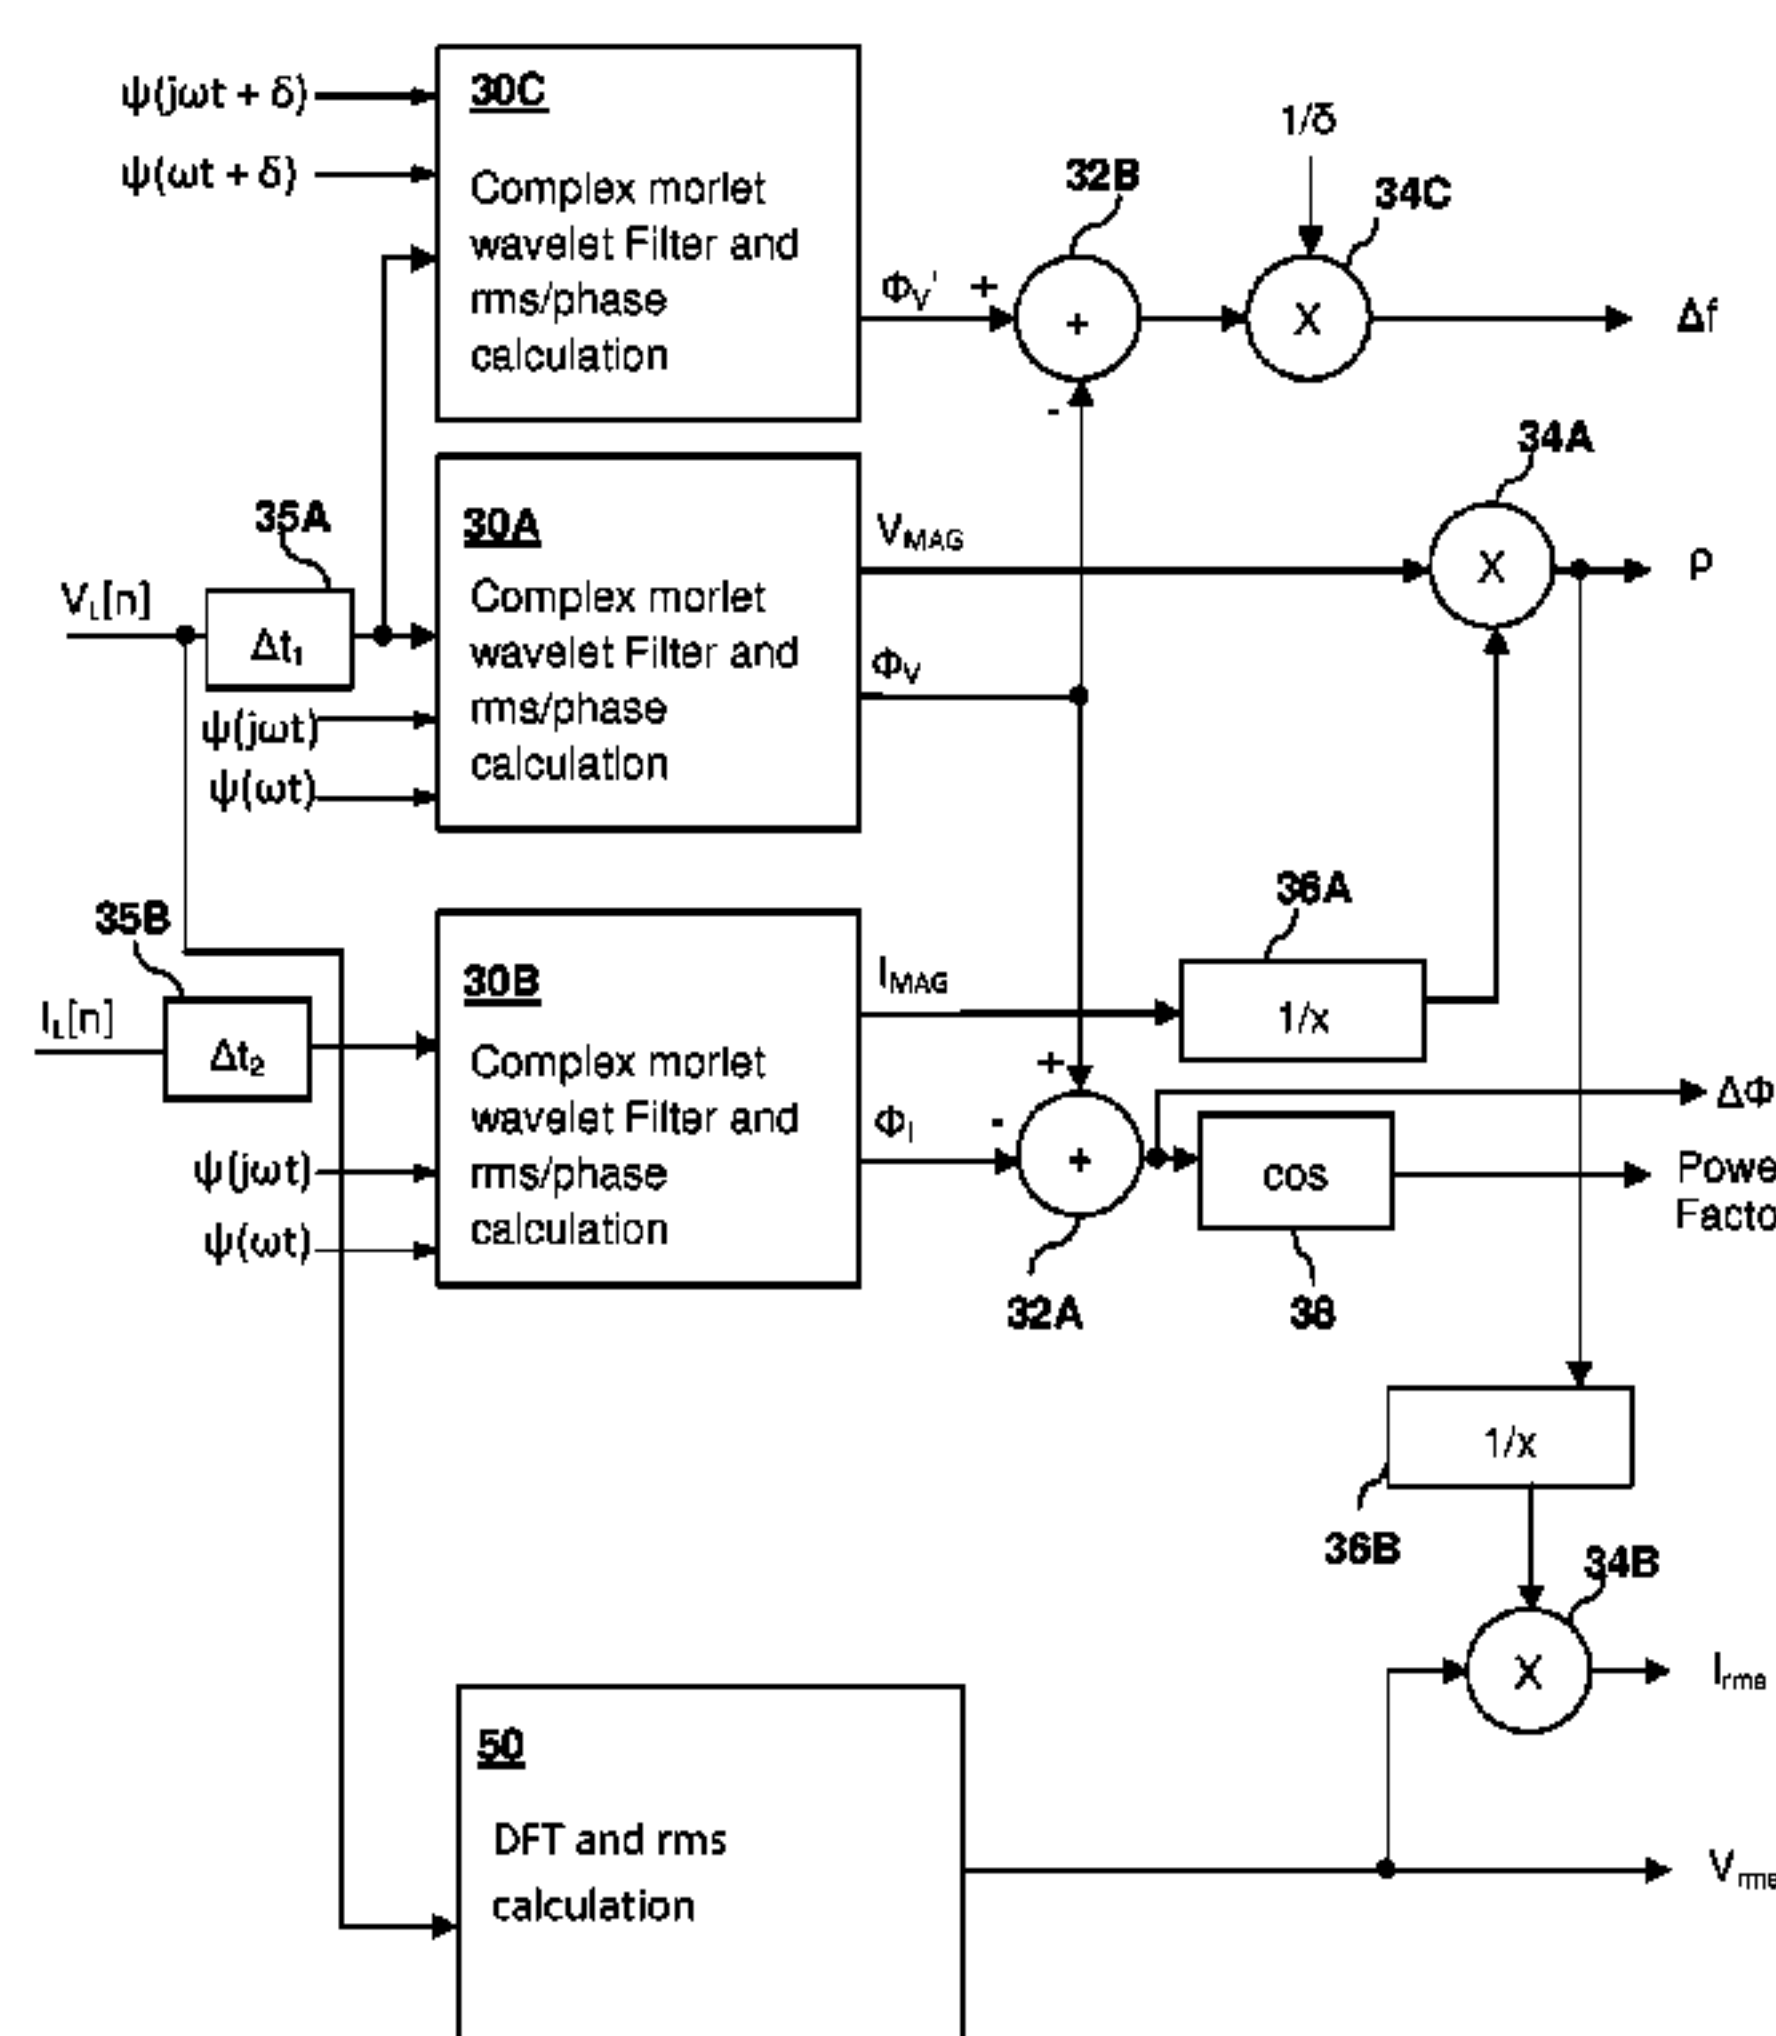 ψ(jωt + δ)
ψ(ωt + δ)
30C
Complex morlet
wavelet Filter and
rms/phase
calculation
ΦV' +
32B
+
-
1/δ
34C
X
Δf
35A
VL[n]
Δt1
ψ(jωt)
ψ(ωt)
30A
Complex morlet
wavelet Filter and
rms/phase
calculation
VMAG
ΦV
34A
X
ρ
35B
IL[n]
Δt2
ψ(jωt)
ψ(ωt)
30B
Complex morlet
wavelet Filter and
rms/phase
calculation
IMAG
ΦI
36A
1/x
+
-
+
32A
cos
38
ΔΦ
Powe
Facto
1/x
36B
34B
X
Irms
50
DFT and rms
calculation
Vrms